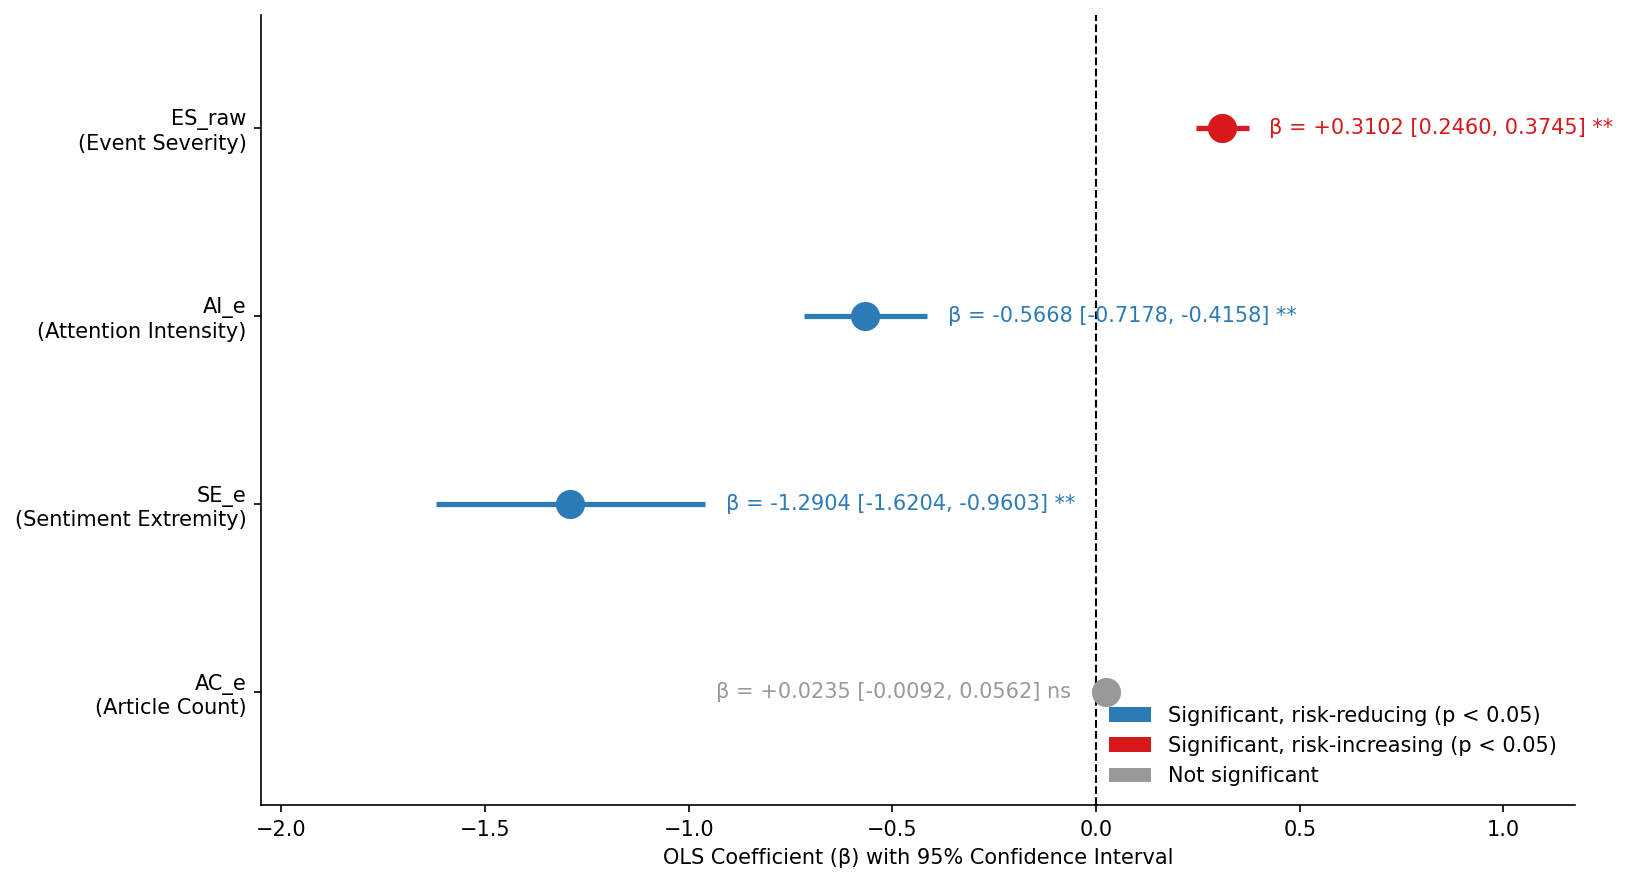 ES_raw
(Event Severity)
β = +0.3102 [0.2460, 0.3745] **
AI_e
(Attention Intensity)
β = -0.5668 [-0.7178, -0.4158] **
SE_e
(Sentiment Extremity)
β = -1.2904 [-1.6204, -0.9603] **
AC_e
(Article Count)
β = +0.0235 [-0.0092, 0.0562] ns
Significant, risk-reducing (p < 0.05)
Significant, risk-increasing (p < 0.05)
Not significant
−2.0 −1.5 −1.0 −0.5 0.0 0.5 1.0
OLS Coefficient (β) with 95% Confidence Interval